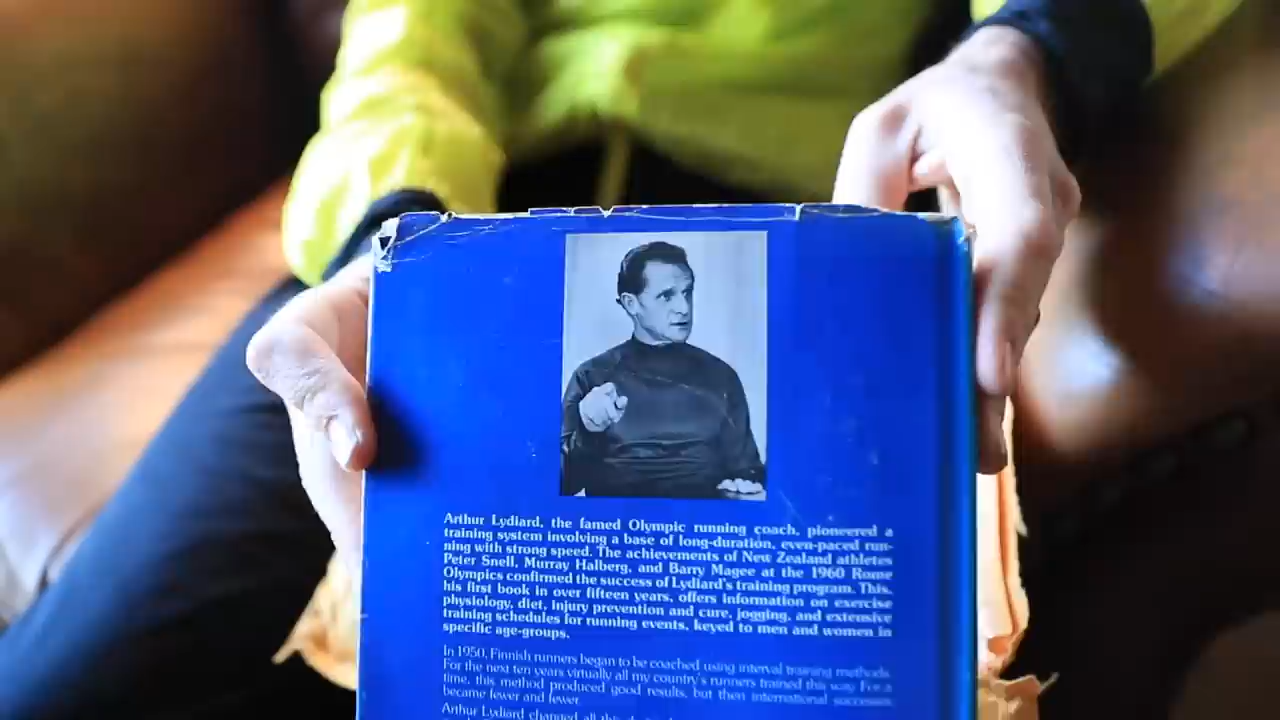 Arthur Lydiard, the famed Olympic running coach, pioneered a
training system involving a base of long-duration, even-paced run-
ning with strong speed. The achievements of New Zealand athletes
Peter Snell, Murray Halberg, and Barry Magee at the 1960 Rome
Olympics confirmed the success of Lydiard's training program. This,
his first book in over fifteen years, offers information on exercise
physiology, diet, injury prevention and cure, jogging, and extensive
training schedules for running events, keyed to men and women in
specific age-groups.
In 1950, Finnish runners began to be coached using interval training methods.
For the next ten years virtually all my country's runners trained this way. For a
time, this method produced good results, but then international successes
became fewer and fewer.
Arthur Lydiard changed all this